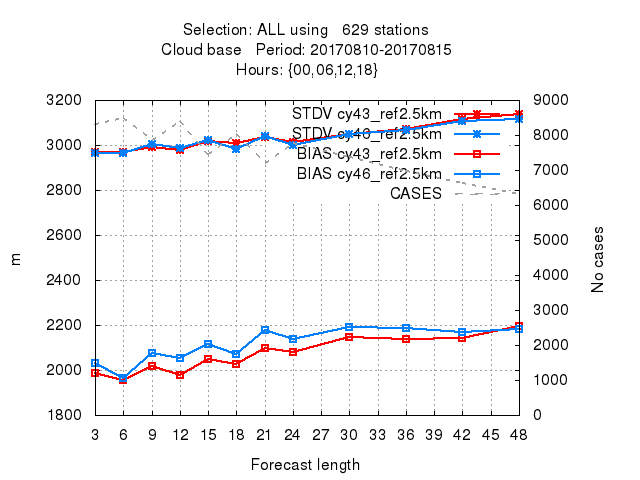 Selection: ALL using 629 stations
Cloud base Period: 20170810-20170815
Hours: {00,06,12,18}
3200 9000
STDV cy43_ref2.5km
8000
STDV cy46_ref2.5km
3000
BIAS cy43_ref2.5km
7000
BIAS cy46_ref2.5km
2800
CASES
6000
2600
5000
m
No cases
2400
4000
3000
2200
2000
2000
1000
1800 0
3 6 9 12 15 18 21 24 27 30 33 36 39 42 45 48
Forecast length